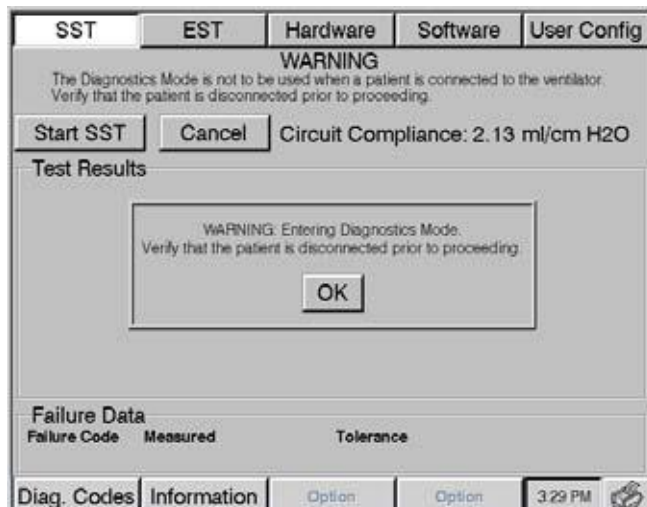 SST EST Hardware Software User Config
WARNING
The Diagnostics Mode is not to be used when a patient is connected to the ventilator.
Verify that the patient is disconnected prior to proceeding.
Start SST Cancel Circuit Compliance: 2.13 ml/cm H2O
Test Results
WARNING: Entering Diagnostics Mode.
Verify that the patient is disconnected prior to proceeding.
OK
Failure Data
Failure Code Measured Tolerance
Diag. Codes Information Option Option 3:29 PM